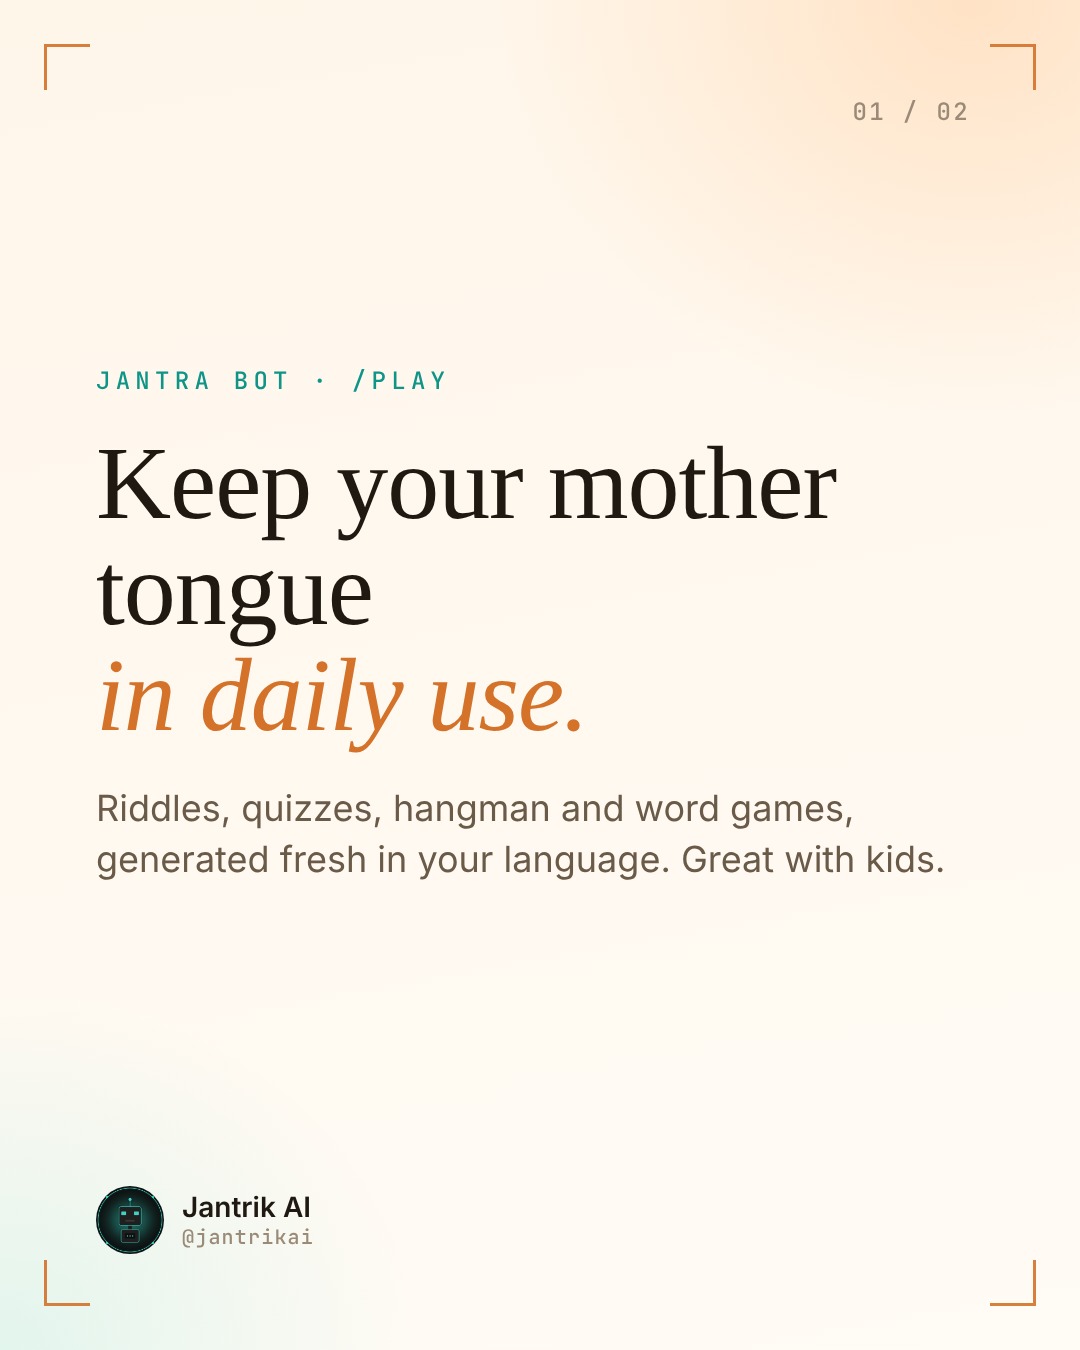 01 / 02
JANTRA BOT · /PLAY
Keep your mother
tongue
in daily use.
Riddles, quizzes, hangman and word games,
generated fresh in your language. Great with kids.
Jantrik AI
@jantrikai